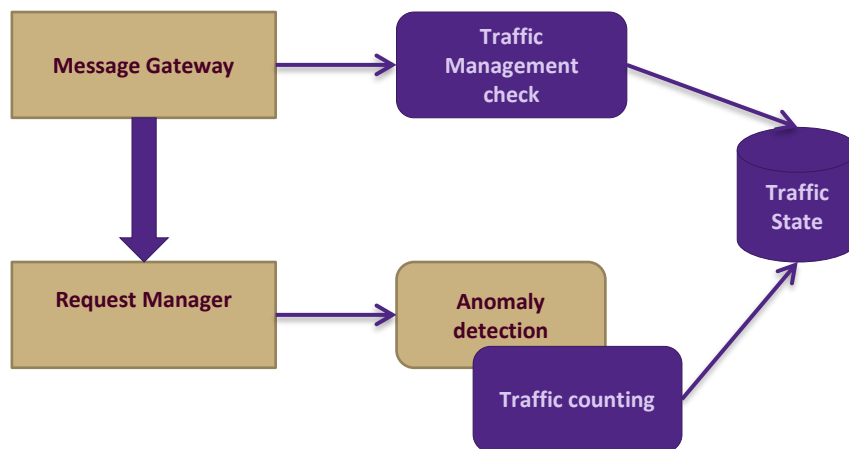 Message Gateway
Traffic
Management
check
Traffic
State
Request Manager
Anomaly
detection
Traffic counting